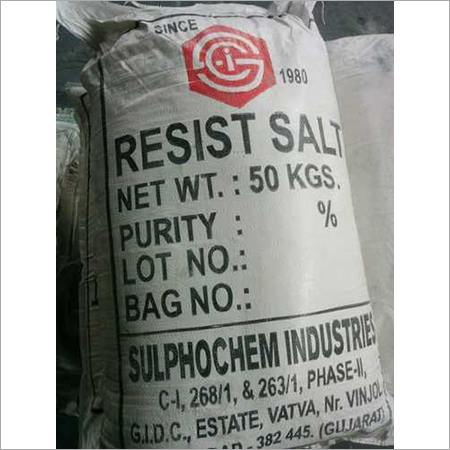 SINCE
1980
RESIST SALT
NET WT. : 50 KGS.
PURITY : %
LOT NO.:
BAG NO.:
SULPHOCHEM INDUSTRIES
C-I, 268/1, & 263/1, PHASE-II,
G.I.D.C., ESTATE, VATVA, Nr. VINJOL
382 445. (GUJARAT)